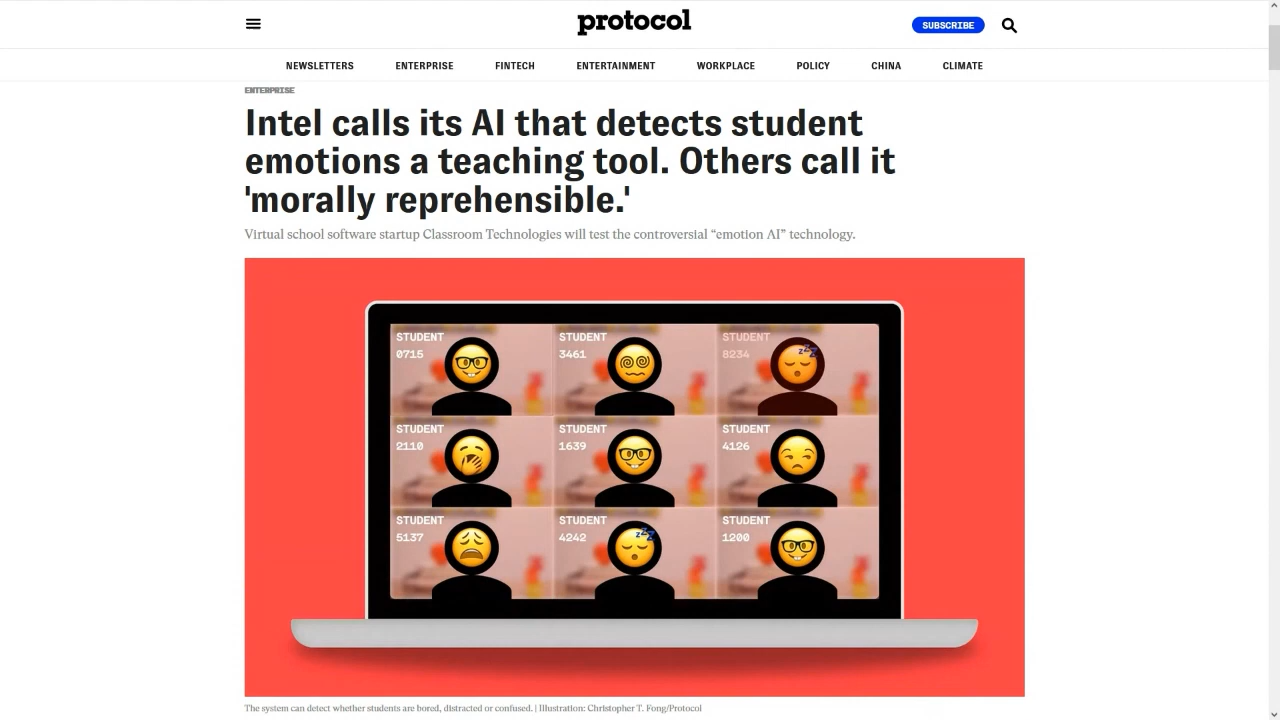 protocol
SUBSCRIBE
NEWSLETTERS ENTERPRISE FINTECH ENTERTAINMENT WORKPLACE POLICY CHINA CLIMATE
ENTERPRISE
Intel calls its AI that detects student
emotions a teaching tool. Others call it
'morally reprehensible.'
Virtual school software startup Classroom Technologies will test the controversial “emotion AI” technology.
STUDENT
0715
STUDENT
3461
STUDENT
8234
STUDENT
2110
STUDENT
1639
STUDENT
4126
STUDENT
5137
STUDENT
4242
STUDENT
1200
The system can detect whether students are bored, distracted or confused. | Illustration: Christopher T. Fong/Protocol